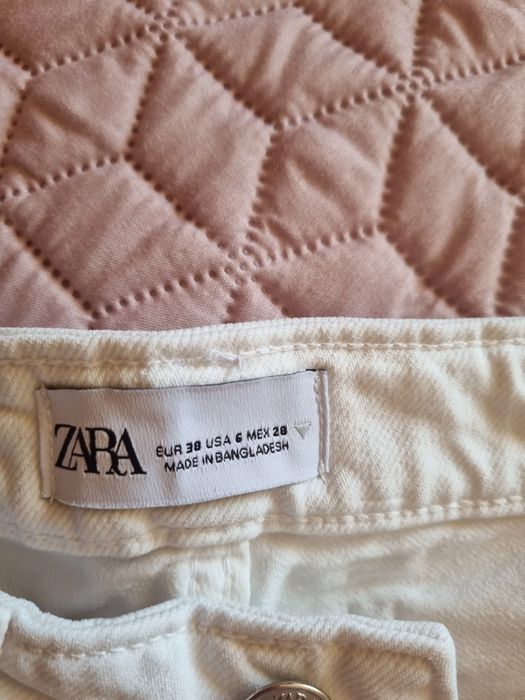 ZARA
EUR 38 USA 6 MEX 28
MADE IN BANGLADESH